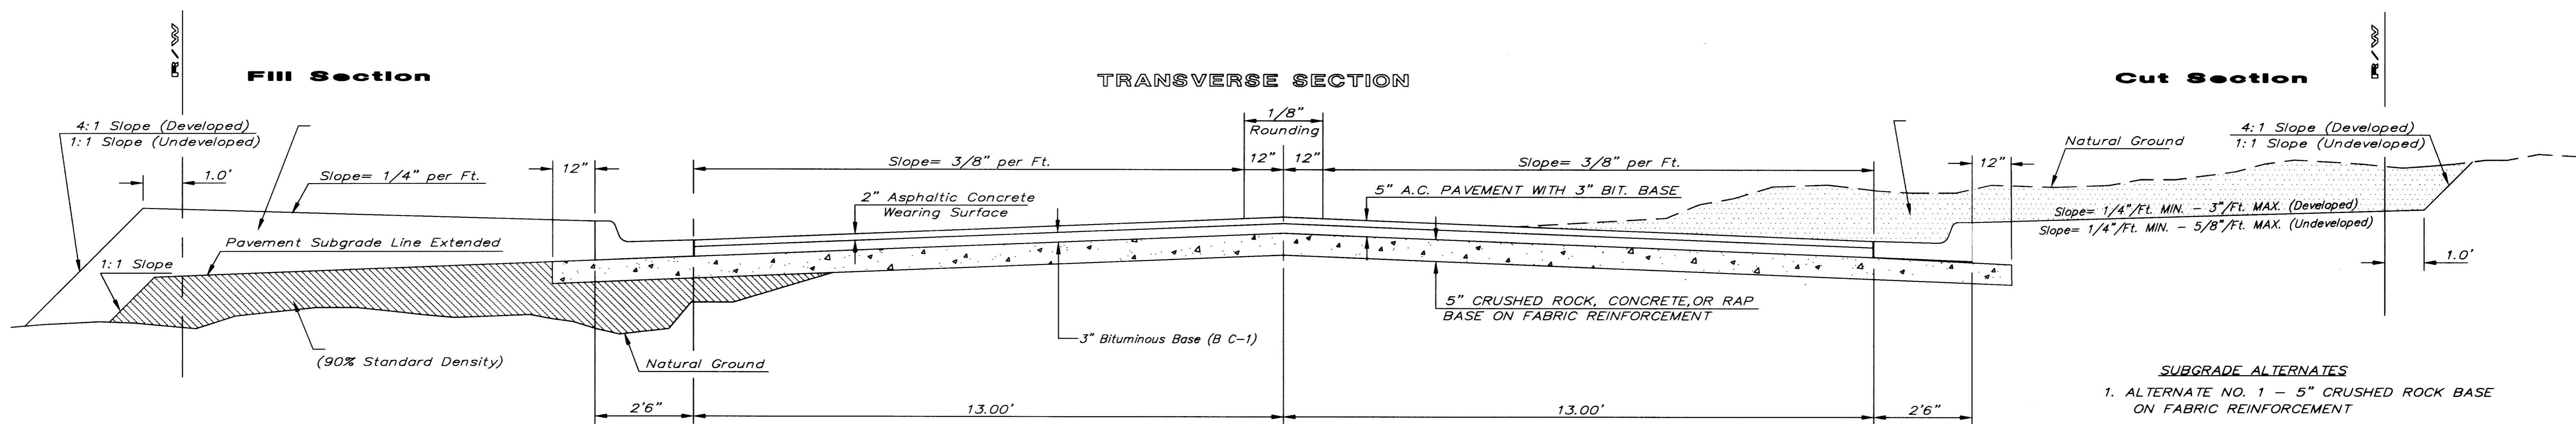 R/W
Fill Section
TRANSVERSE SECTION
Cut Section
R/W
4:1 Slope (Developed)
1:1 Slope (Undeveloped)
1.0'
Slope= 1/4" per Ft.
12"
Slope= 3/8" per Ft.
1/8"
Rounding
12"
12"
Slope= 3/8" per Ft.
Natural Ground
4:1 Slope (Developed)
1:1 Slope (Undeveloped)
12"
2" Asphaltic Concrete
Wearing Surface
5" A.C. PAVEMENT WITH 3" BIT. BASE
Slope= 1/4"/Ft. MIN. - 3"/Ft. MAX. (Developed)
Slope= 1/4"/Ft. MIN. - 5/8"/Ft. MAX. (Undeveloped)
Pavement Subgrade Line Extended
1:1 Slope
1.0'
5" CRUSHED ROCK, CONCRETE,OR RAP
BASE ON FABRIC REINFORCEMENT
3" Bituminous Base (B C-1)
(90% Standard Density)
Natural Ground
2'6"
13.00'
13.00'
2'6"
SUBGRADE ALTERNATES
1. ALTERNATE NO. 1 - 5" CRUSHED ROCK BASE
ON FABRIC REINFORCEMENT